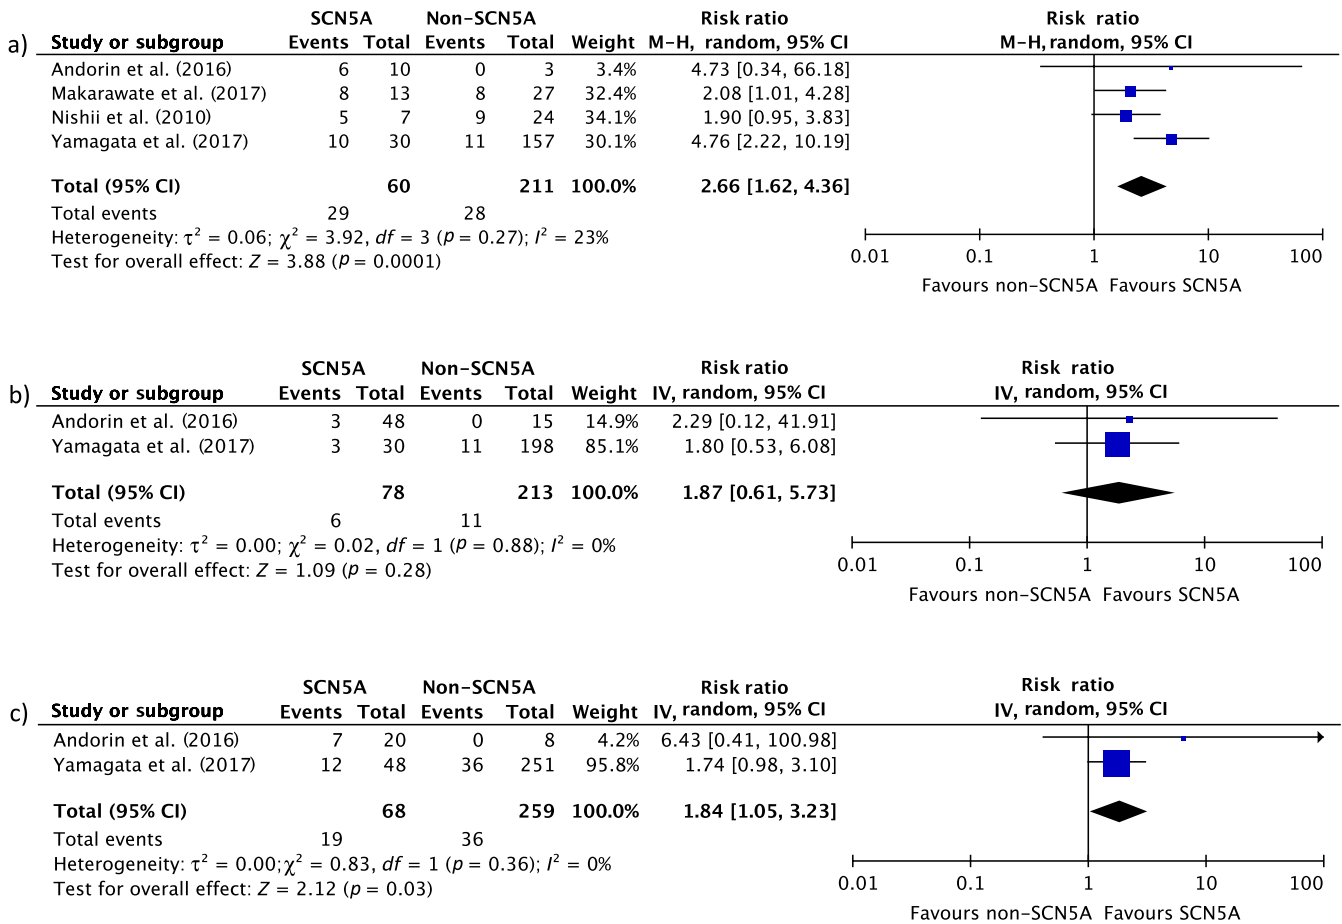 SCN5A Non−SCN5A Risk ratio Risk ratio
a) Study or subgroup Events Total Events Total Weight M−H, random, 95% CI M−H, random, 95% CI
Andorin et al. (2016) 6 10 0 3 3.4% 4.73 [0.34, 66.18]
Makarawate et al. (2017) 8 13 8 27 32.4% 2.08 [1.01, 4.28]
Nishii et al. (2010) 5 7 9 24 34.1% 1.90 [0.95, 3.83]
Yamagata et al. (2017) 10 30 11 157 30.1% 4.76 [2.22, 10.19]
Total (95% CI) 60 211 100.0% 2.66 [1.62, 4.36]
Total events 29 28
Heterogeneity: τ² = 0.06; χ² = 3.92, df = 3 (p = 0.27); I² = 23%
Test for overall effect: Z = 3.88 (p = 0.0001)
0.01 0.1 1 10 100
Favours non−SCN5A Favours SCN5A
SCN5A Non−SCN5A Risk ratio Risk ratio
b) Study or subgroup Events Total Events Total Weight IV, random, 95% CI IV, random, 95% CI
Andorin et al. (2016) 3 48 0 15 14.9% 2.29 [0.12, 41.91]
Yamagata et al. (2017) 3 30 11 198 85.1% 1.80 [0.53, 6.08]
Total (95% CI) 78 213 100.0% 1.87 [0.61, 5.73]
Total events 6 11
Heterogeneity: τ² = 0.00; χ² = 0.02, df = 1 (p = 0.88); I² = 0%
Test for overall effect: Z = 1.09 (p = 0.28)
0.01 0.1 1 10 100
Favours non−SCN5A Favours SCN5A
SCN5A Non−SCN5A Risk ratio Risk ratio
c) Study or subgroup Events Total Events Total Weight IV, random, 95% CI IV, random, 95% CI
Andorin et al. (2016) 7 20 0 8 4.2% 6.43 [0.41, 100.98]
Yamagata et al. (2017) 12 48 36 251 95.8% 1.74 [0.98, 3.10]
Total (95% CI) 68 259 100.0% 1.84 [1.05, 3.23]
Total events 19 36
Heterogeneity: τ² = 0.00; χ² = 0.83, df = 1 (p = 0.36); I² = 0%
Test for overall effect: Z = 2.12 (p = 0.03)
0.01 0.1 1 10 100
Favours non−SCN5A Favours SCN5A